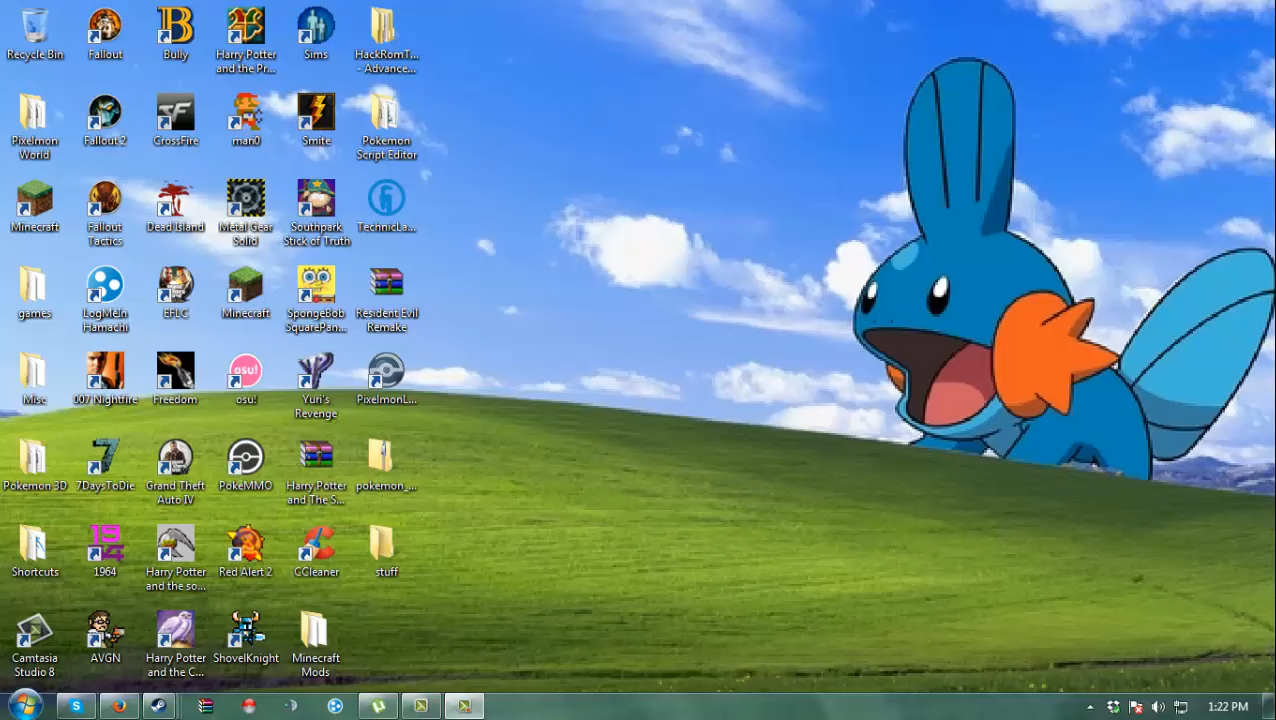 Recycle Bin
Fallout
Bully
Harry Potter
and the Pr...
Sims
HackRomT...
- Advance...
Pixelmon
World
Fallout 2
CrossFire
mari0
Smite
Pokemon
Script Editor
Minecraft
Fallout
Tactics
Dead Island
Metal Gear
Solid
Southpark
Stick of Truth
TechnicLa...
games
LogMeIn
Hamachi
EFLC
Minecraft
SpongeBob
SquarePan...
Resident Evil
Remake
Misc
007 Nightfire
Freedom
osu!
osu!
Yuri's
Revenge
PixelmonL...
Pokemon 3D
7DaysToDie
Grand Theft
Auto IV
PokeMMO
Harry Potter
and The S...
pokemon_...
Shortcuts
1964
Harry Potter
and the so...
Red Alert 2
CCleaner
stuff
Camtasia
Studio 8
AVGN
Harry Potter
and the C...
ShovelKnight
Minecraft
Mods
1:22 PM